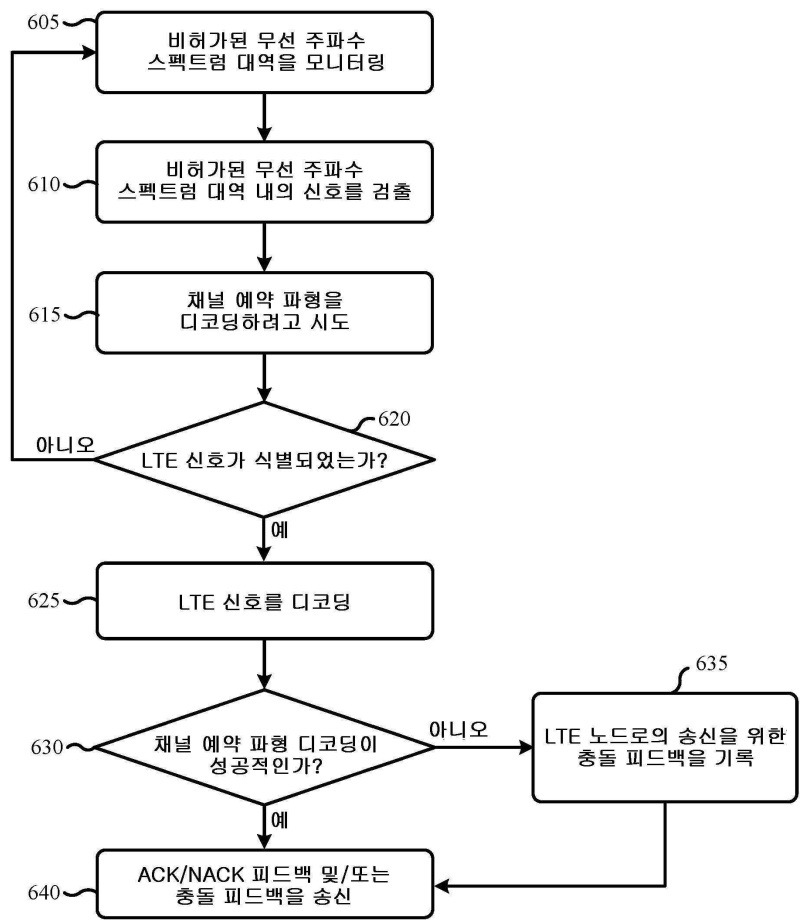 605
비허가된 무선 주파수
스펙트럼 대역을 모니터링
610
비허가된 무선 주파수
스펙트럼 대역 내의 신호를 검출
615
채널 예약 파형을
디코딩하려고 시도
620
아니오
LTE 신호가 식별되었는가?
예
625
LTE 신호를 디코딩
635
630
채널 예약 파형 디코딩이
성공적인가?
아니오
LTE 노드로의 송신을 위한
충돌 피드백을 기록
예
640
ACK/NACK 피드백 및/또는
충돌 피드백을 송신